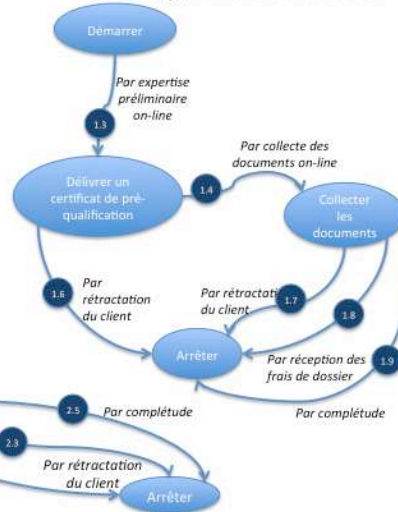 Démarrer
Par expertise
préliminaire
on-line
1.3
Par collecte des
documents on-line
Délivrer un
certificat de pré-
qualification
1.4
Collecter
les
documents
1.6
Par
rétractation
du client
Par rétractati
du client
1.7
1.8
Arrêter
Par réception des
frais de dossier
1.9
Par complétude
2.5
Par complétude
2.3
Par rétractation
du client
Arrêter